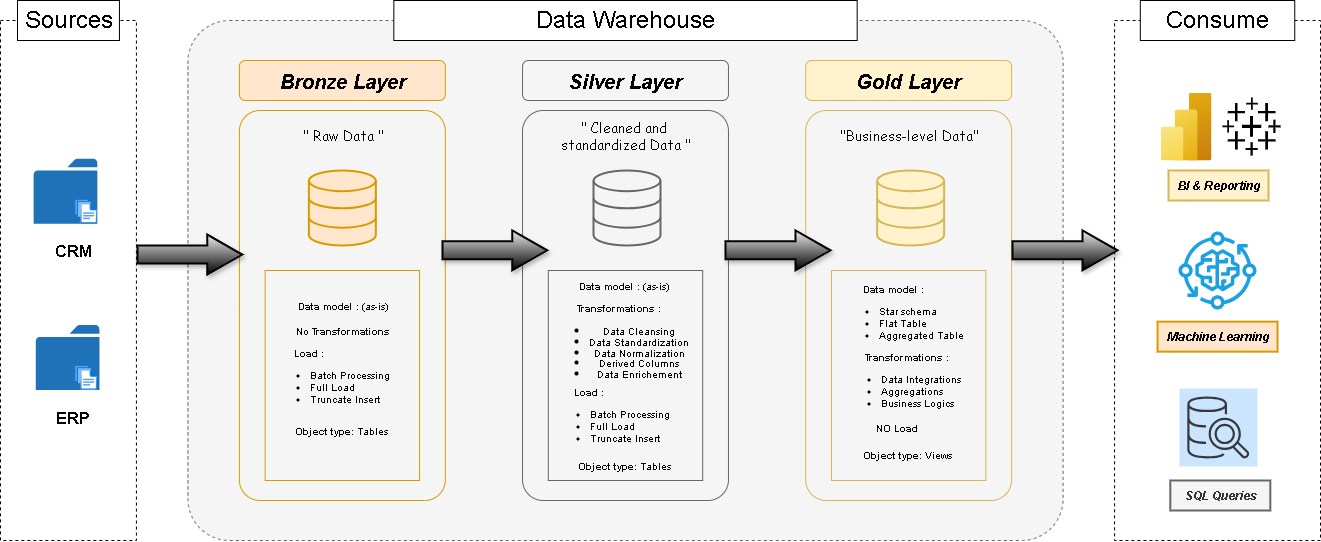 Sources
CRM
ERP
Data Warehouse
Bronze Layer
" Raw Data "
Data model : (as-is)
No Transformations
Load :
• Batch Processing
• Full Load
• Truncate Insert
Object type: Tables
Silver Layer
" Cleaned and
standardized Data "
Data model : (as-is)
Transformations :
• Data Cleansing
• Data Standardization
• Data Normalization
• Derived Columns
• Data Enrichement
Load :
• Batch Processing
• Full Load
• Truncate Insert
Object type: Tables
Gold Layer
"Business-level Data"
Data model :
• Star schema
• Flat Table
• Aggregated Table
Transformations :
• Data Integrations
• Aggregations
• Business Logics
NO Load
Object type: Views
Consume
BI & Reporting
Machine Learning
SQL Queries